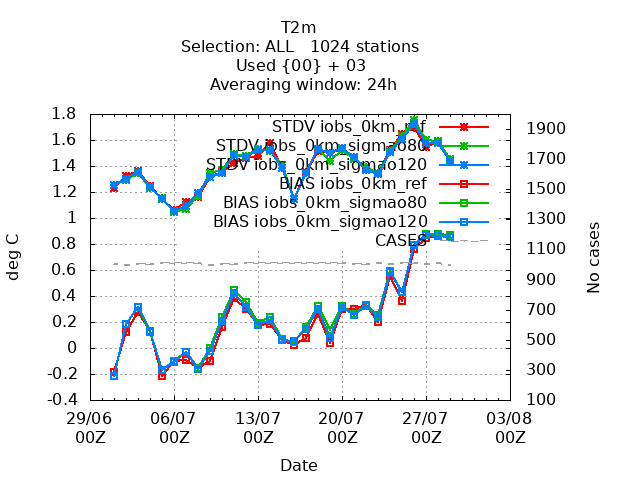 T2m
Selection: ALL   1024 stations
Used {00} + 03
Averaging window: 24h
1.8
1.6
1.4
1.2
1
0.8
0.6
0.4
0.2
0
-0.2
-0.4
deg C
STDV iobs_0km_ref
STDV iobs_0km_sigmao80
STDV iobs_0km_sigmao120
BIAS iobs_0km_ref
BIAS iobs_0km_sigmao80
BIAS iobs_0km_sigmao120
CASES
1900
1700
1500
1300
1100
900
700
500
300
100
No cases
29/06 06/07 13/07 20/07 27/07 03/08
00Z 00Z 00Z 00Z 00Z 00Z
Date